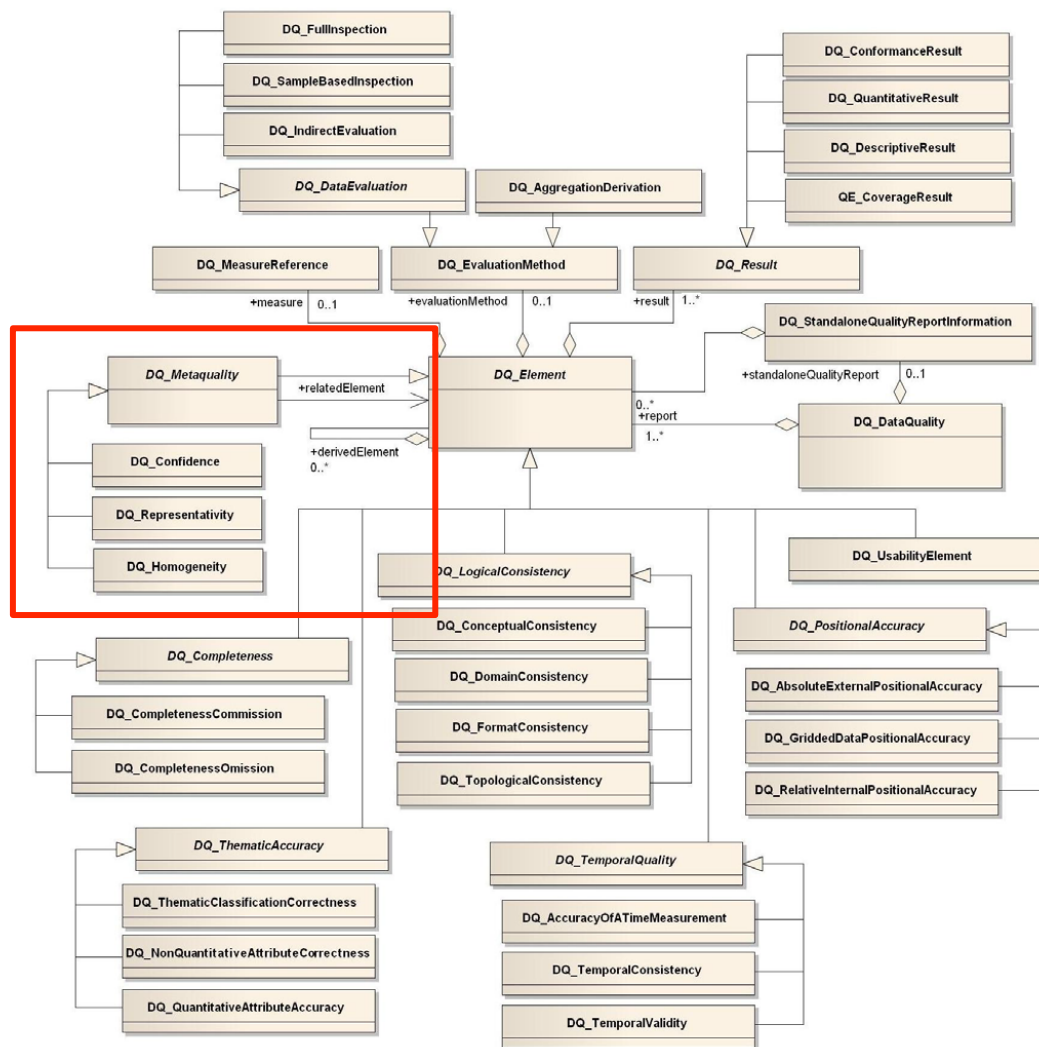 DQ_FullInspection
DQ_ConformanceResult
DQ_SampleBasedInspection
DQ_QuantitativeResult
DQ_IndirectEvaluation
DQ_DescriptiveResult
DQ_DataEvaluation
DQ_AggregationDerivation
QE_CoverageResult
DQ_MeasureReference
DQ_EvaluationMethod
DQ_Result
+measure
0..1
+evaluationMethod
0..1
+result
1..*
DQ_StandaloneQualityReportInformation
DQ_Metaquality
DQ_Element
+relatedElement
+standaloneQualityReport
0..1
0..*
+report
1..*
DQ_DataQuality
+derivedElement
0..*
DQ_Confidence
DQ_Representativity
DQ_Homogeneity
DQ_LogicalConsistency
DQ_UsabilityElement
DQ_ConceptualConsistency
DQ_PositionalAccuracy
DQ_Completeness
DQ_DomainConsistency
DQ_AbsoluteExternalPositionalAccuracy
DQ_CompletenessCommission
DQ_FormatConsistency
DQ_GriddedDataPositionalAccuracy
DQ_CompletenessOmission
DQ_TopologicalConsistency
DQ_RelativeInternalPositionalAccuracy
DQ_ThematicAccuracy
DQ_TemporalQuality
DQ_ThematicClassificationCorrectness
DQ_AccuracyOfATimeMeasurement
DQ_NonQuantitativeAttributeCorrectness
DQ_TemporalConsistency
DQ_QuantitativeAttributeAccuracy
DQ_TemporalValidity